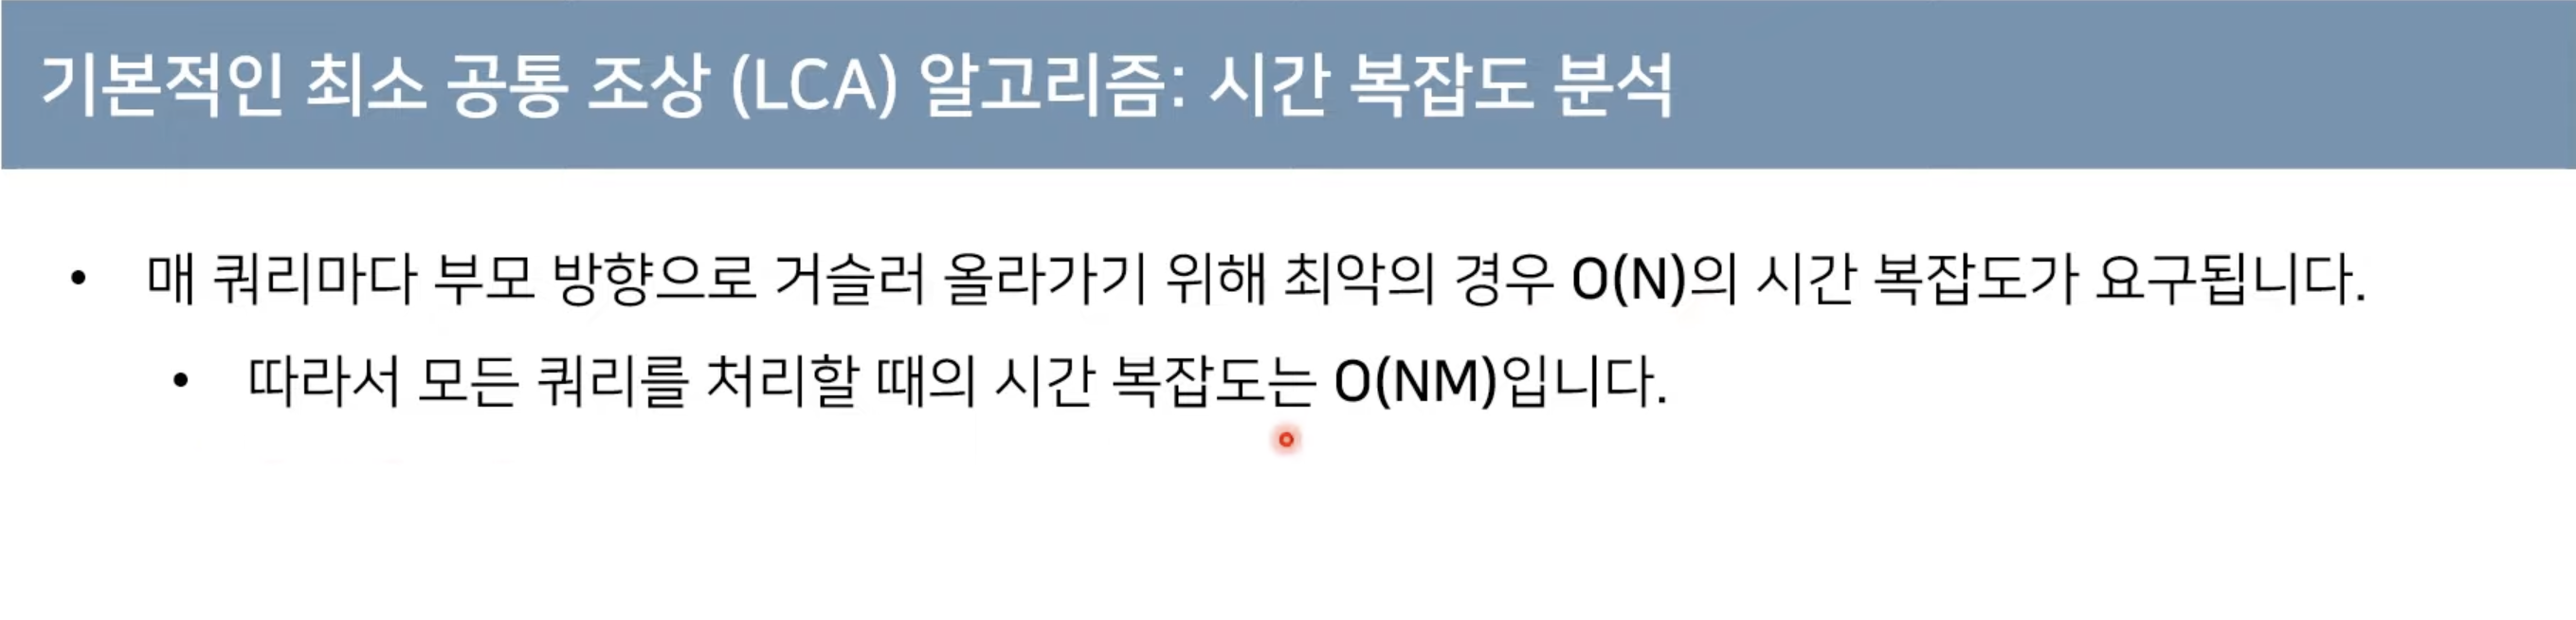 기본적인 최소 공통 조상 (LCA) 알고리즘: 시간 복잡도 분석
• 매 쿼리마다 부모 방향으로 거슬러 올라가기 위해 최악의 경우 O(N)의 시간 복잡도가 요구됩니다.
• 따라서 모든 쿼리를 처리할 때의 시간 복잡도는 O(NM)입니다.